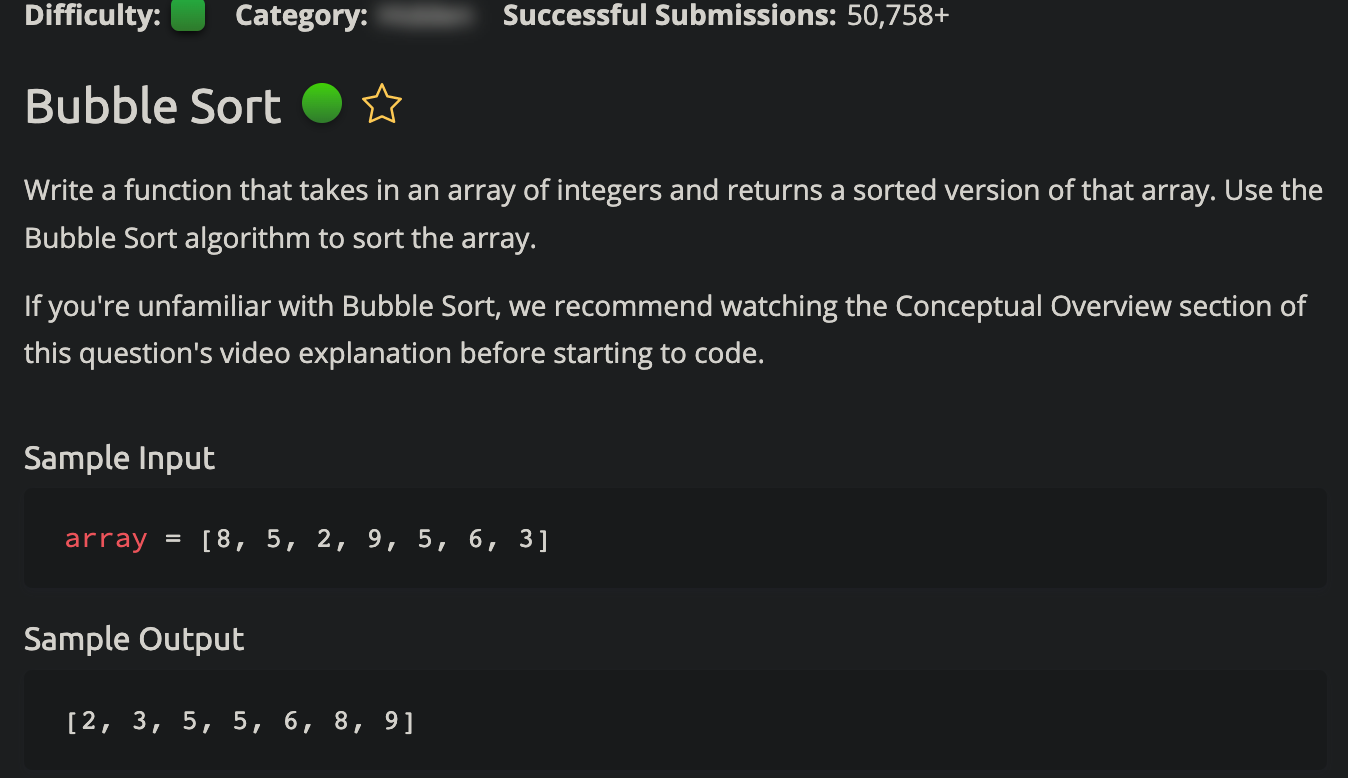 Difficulty: Category: Successful Submissions: 50,758+
Bubble Sort
Write a function that takes in an array of integers and returns a sorted version of that array. Use the
Bubble Sort algorithm to sort the array.
If you're unfamiliar with Bubble Sort, we recommend watching the Conceptual Overview section of
this question's video explanation before starting to code.
Sample Input
array = [8, 5, 2, 9, 5, 6, 3]
Sample Output
[2, 3, 5, 5, 6, 8, 9]